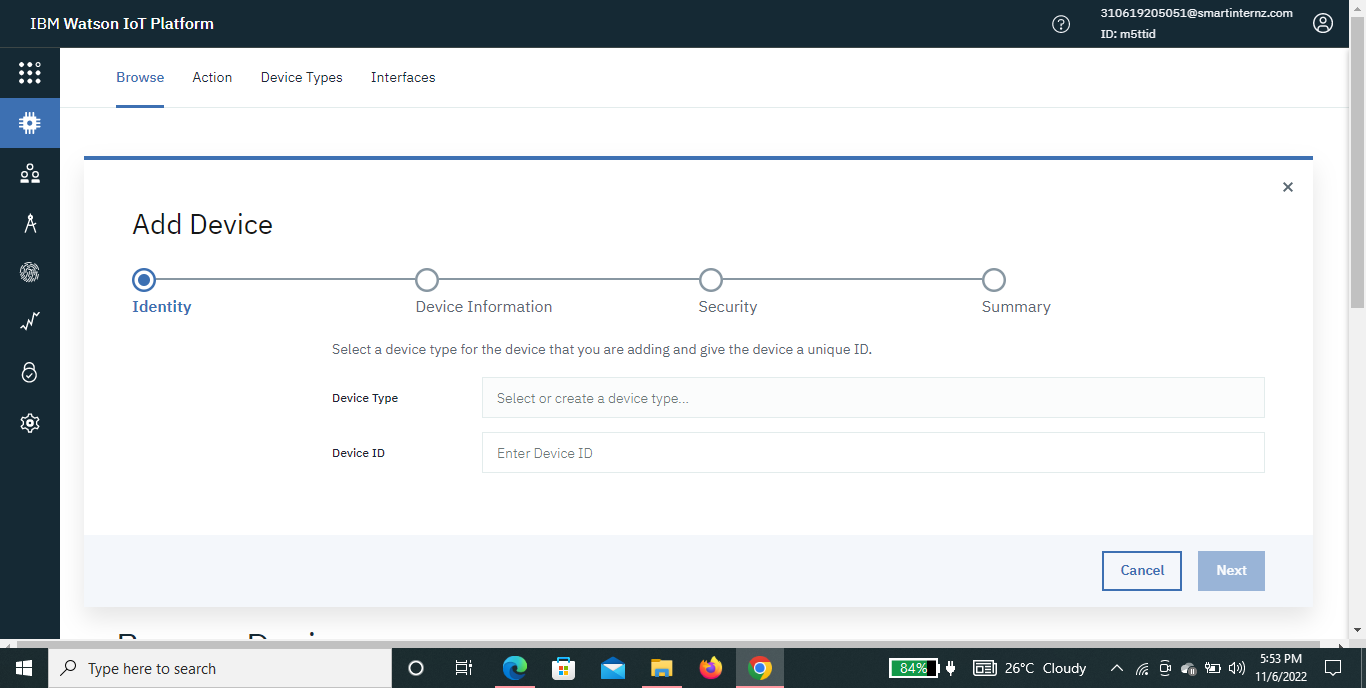 IBM Watson IoT Platform
310619205051@smartinternz.com
ID: m5ttid
Browse Action Device Types Interfaces
Add Device
Identity Device Information Security Summary
Select a device type for the device that you are adding and give the device a unique ID.
Device Type Select or create a device type...
Device ID Enter Device ID
Cancel Next
Type here to search
84%
26°C Cloudy
5:53 PM
11/6/2022